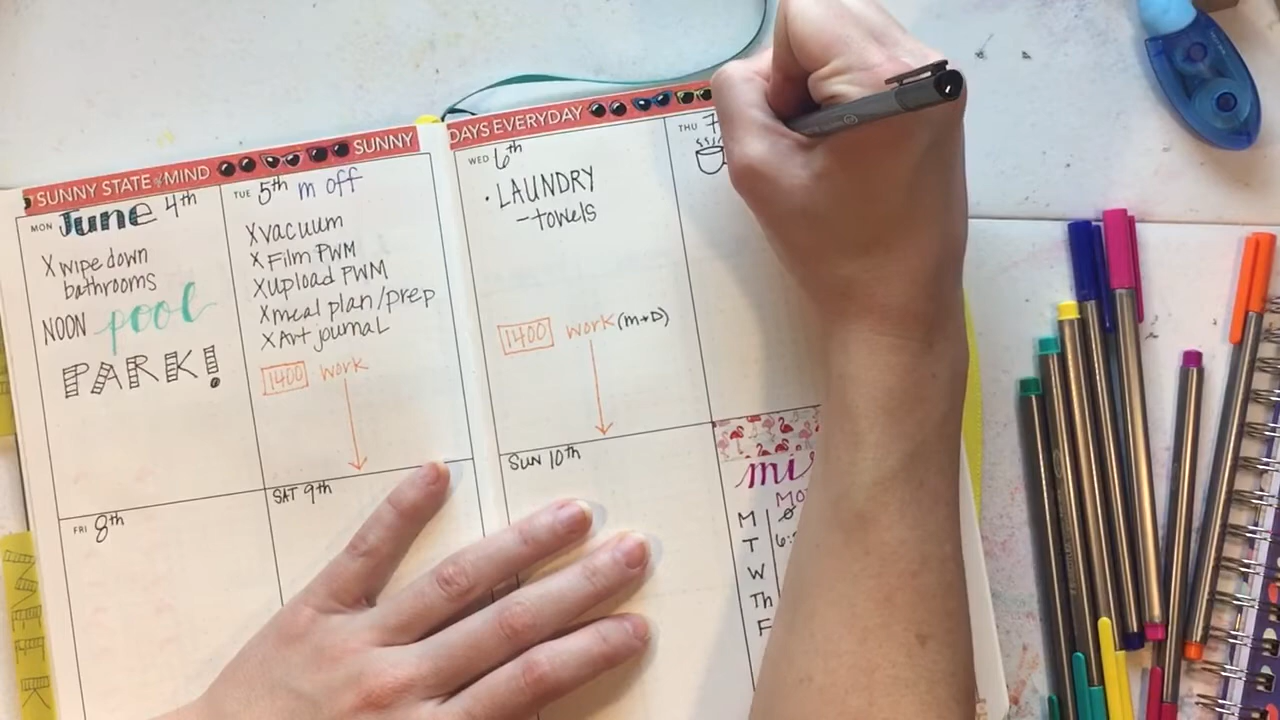 SUNNY STATE of MIND SUNNY
DAYS EVERYDAY
MON June 4th
X wipe down
bathrooms
NOON pool
PARK!
TUE 5th m off
X vacuum
X Film PWM
X upload PWM
X meal plan/prep
X Art journal
1400 work
WED 6th
· LAUNDRY
- towels
1400 work (m+D)
THU 7
FRI 8th
SAT 9th
SUN 10th
M
T
W
Th
F